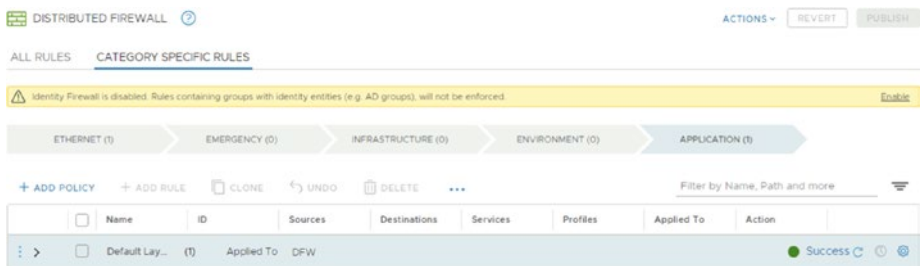 DISTRIBUTED FIREWALL ? ACTIONS REVERT PUBLISH
ALL RULES CATEGORY SPECIFIC RULES
Identity Firewall is disabled. Rules containing groups with identity entities (e.g. AD groups), will not be enforced. Enable
ETHERNET (1) EMERGENCY (0) INFRASTRUCTURE (0) ENVIRONMENT (0) APPLICATION (1)
+ ADD POLICY + ADD RULE CLONE UNDO DELETE ... Filter by Name, Path and more
Name ID Sources Destinations Services Profiles Applied To Action
Default Lay... (1) Applied To DFW Success